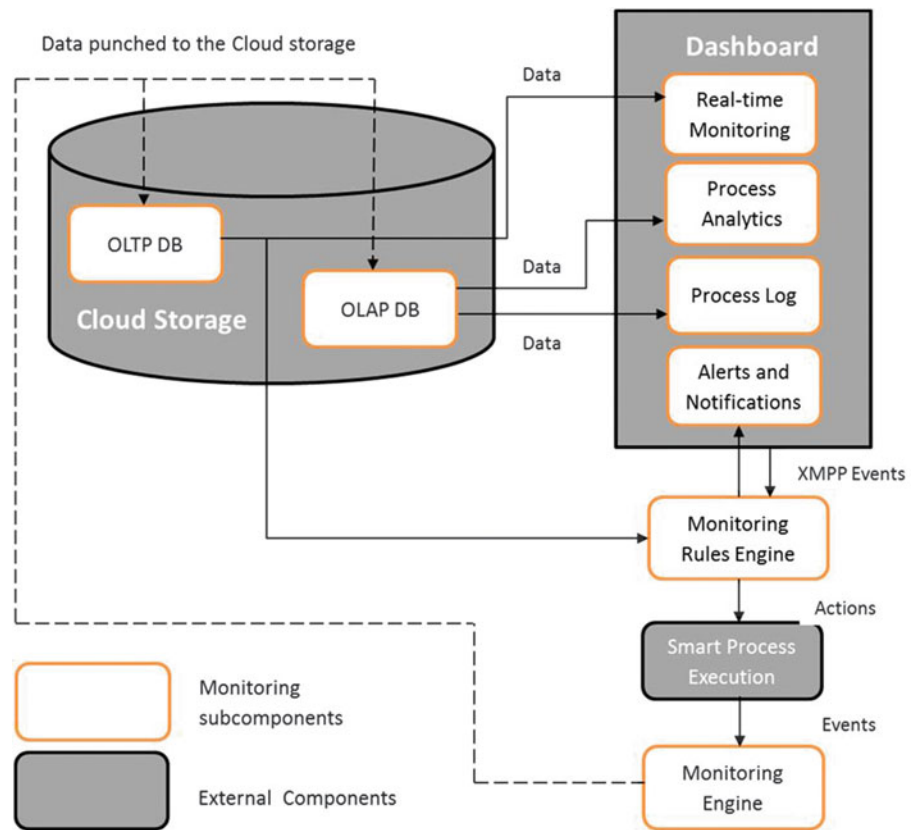 Data punched to the Cloud storage
Dashboard
Data
Real-time
Monitoring
Process
Analytics
OLTP DB
Data
Process Log
OLAP DB
Cloud Storage
Data
Alerts and
Notifications
XMPP Events
Monitoring
Rules Engine
Actions
Smart Process
Execution
Monitoring
subcomponents
Events
Monitoring
Engine
External Components